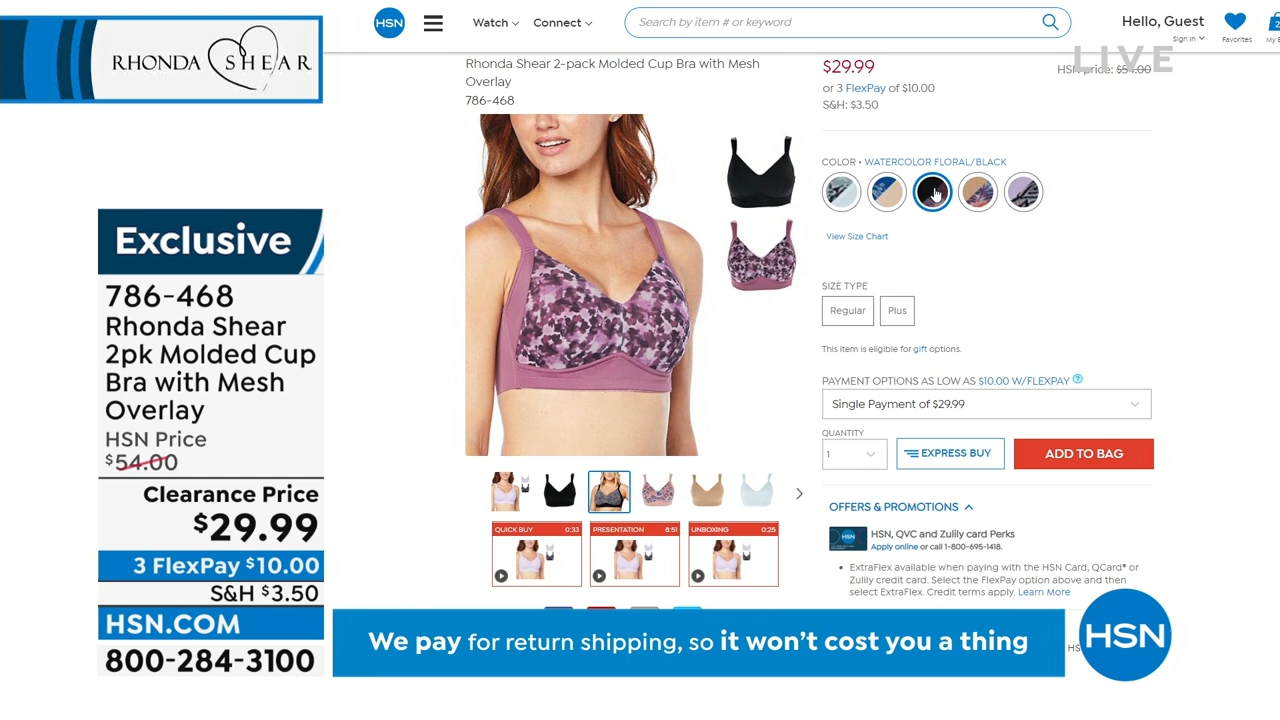 RHONDA SHEAR
HSN
Watch
Connect
Search by item # or keyword
Hello, Guest
Sign In
Favorites
LIVE
Rhonda Shear 2-pack Molded Cup Bra with Mesh
Overlay
786-468
$29.99
HSN price: $54.00
or 3 FlexPay of $10.00
S&H: $3.50
COLOR • WATERCOLOR FLORAL/BLACK
View Size Chart
SIZE TYPE
Regular
Plus
This item is eligible for gift options.
PAYMENT OPTIONS AS LOW AS $10.00 W/FLEXPAY
Single Payment of $29.99
QUANTITY
1
EXPRESS BUY
ADD TO BAG
OFFERS & PROMOTIONS
HSN
HSN, QVC and Zulily card Perks
Apply online or call 1-800-695-1418.
• ExtraFlex available when paying with the HSN Card, QCard® or
Zulily credit card. Select the FlexPay option above and then
select ExtraFlex. Credit terms apply. Learn More
QUICK BUY 0:33
PRESENTATION 8:51
UNBOXING 0:25
Exclusive
786-468
Rhonda Shear
2pk Molded Cup
Bra with Mesh
Overlay
HSN Price
$54.00
Clearance Price
$29.99
3 FlexPay $10.00
S&H $3.50
HSN.COM
800-284-3100
We pay for return shipping, so it won't cost you a thing
HSN